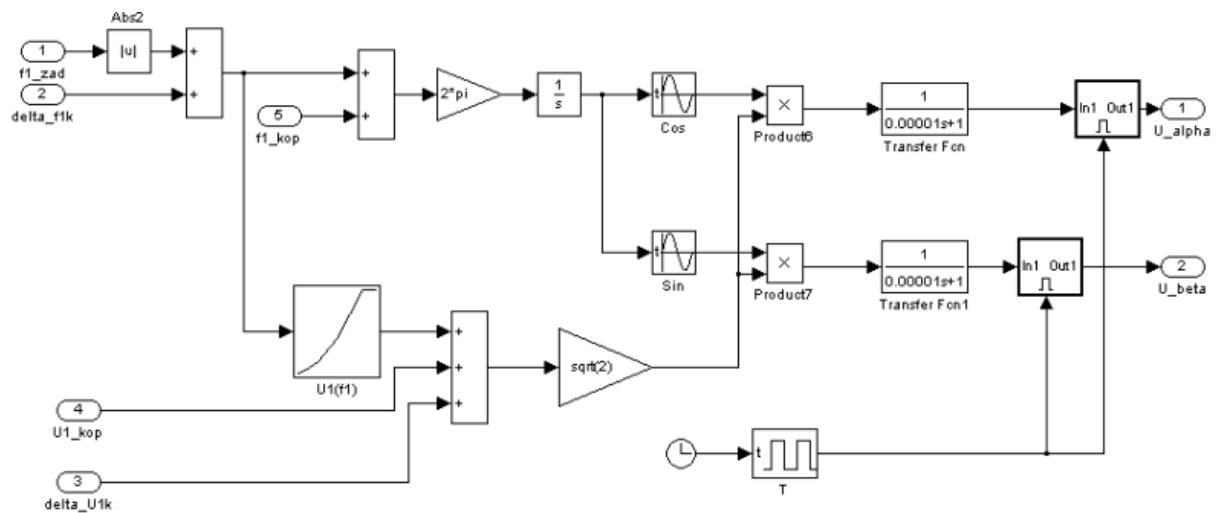 Abs2
1
|u|
f1_zad
2
delta_f1k
+
+
+
+
5
f1_kop
2*pi
1
s
t
Cos
×
Product6
1
0.00001s+1
Transfer Fcn
In1 Out1
1
U_alpha
t
Sin
×
Product7
1
0.00001s+1
Transfer Fcn1
In1 Out1
2
U_beta
U1(f1)
+
+
+
sqrt(2)
4
U1_kop
3
delta_U1k
t
T